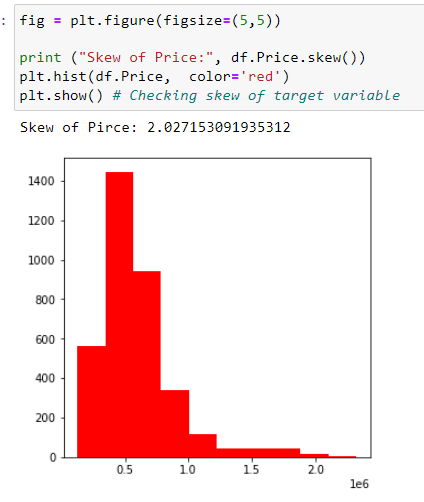 : fig = plt.figure(figsize=(5,5))
print ("Skew of Price:", df.Price.skew())
plt.hist(df.Price,  color='red')
plt.show() # Checking skew of target variable
Skew of Pirce: 2.027153091935312
1400
1200
1000
800
600
400
200
0
0.5 1.0 1.5 2.0
1e6